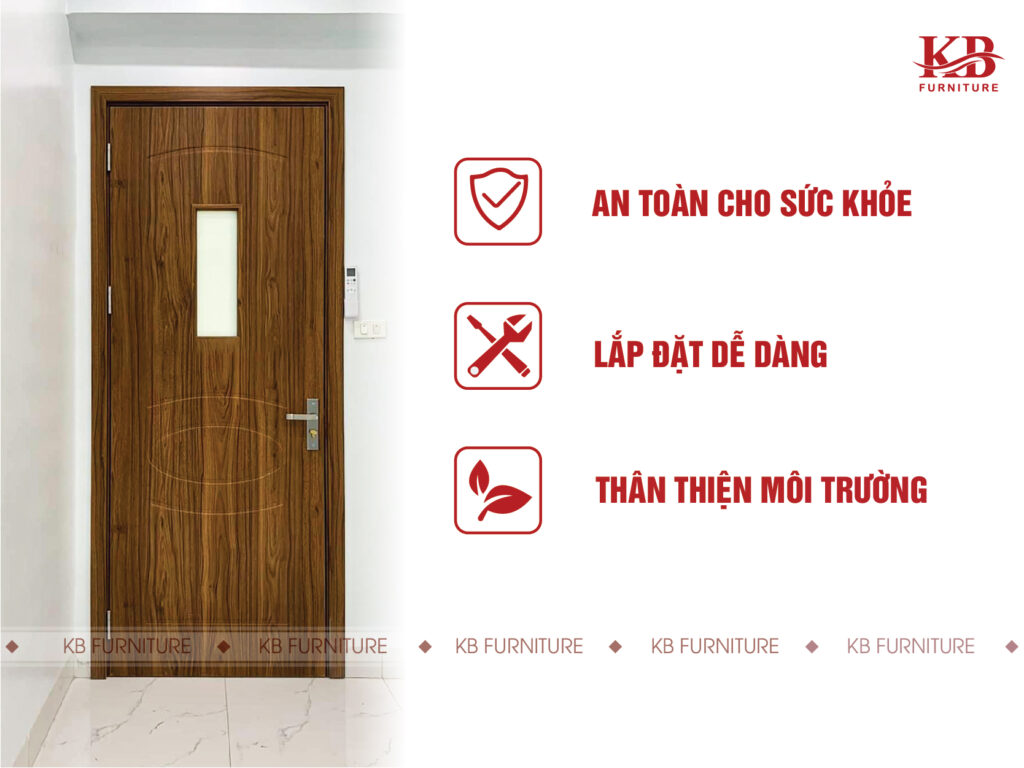 KB
FURNITURE
AN TOÀN CHO SỨC KHỎE
LẮP ĐẶT DỄ DÀNG
THÂN THIỆN MÔI TRƯỜNG
KB FURNITURE KB FURNITURE KB FURNITURE KB FURNITURE KB FURNITURE